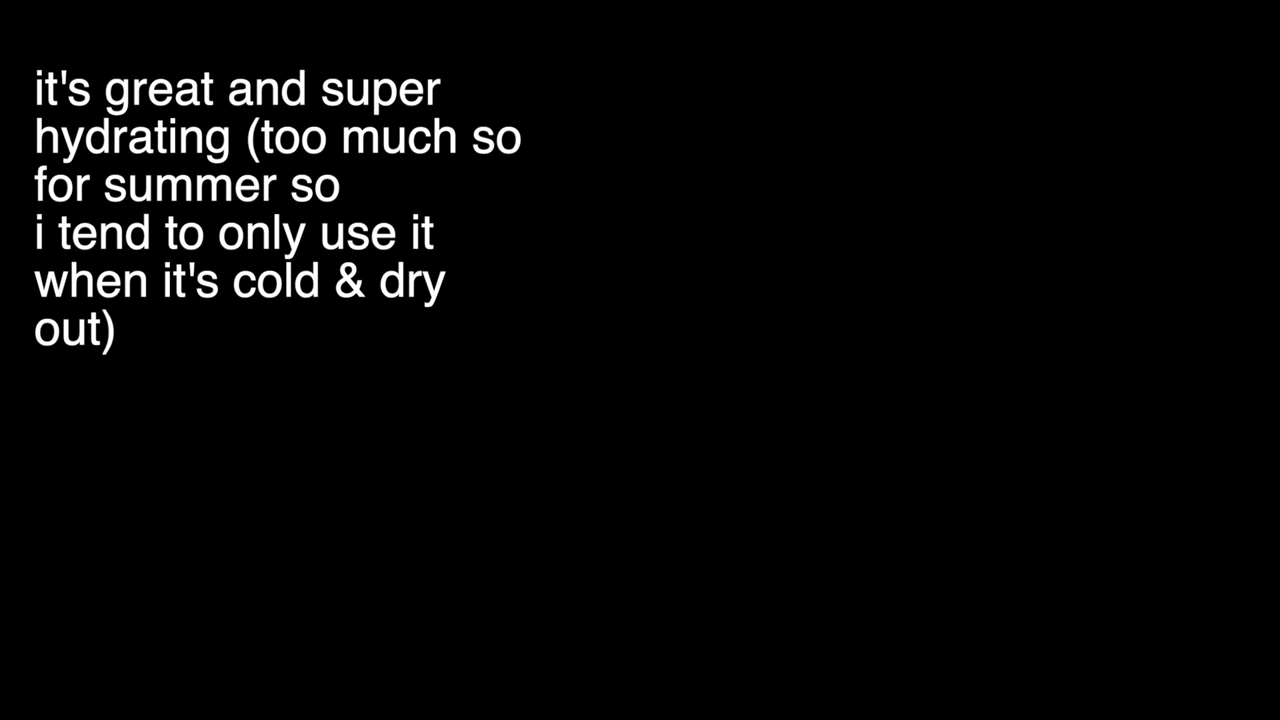 it's great and super
hydrating (too much so
for summer so
i tend to only use it
when it's cold & dry
out)